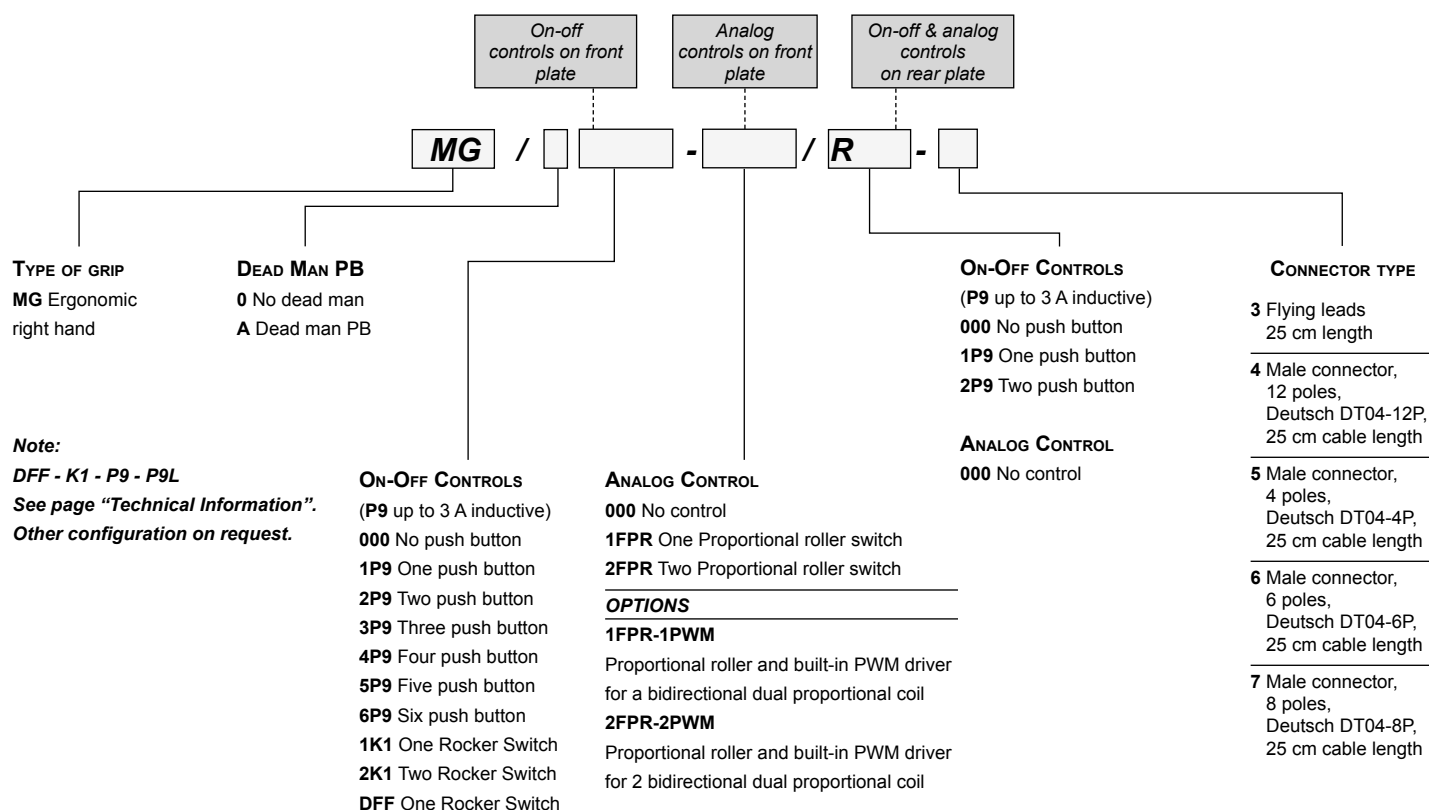 On-off
controls on front
plate
Analog
controls on front
plate
On-off & analog
controls
on rear plate
MG / - / R -
TYPE OF GRIP
MG Ergonomic
right hand
DEAD MAN PB
0 No dead man
A Dead man PB
Note:
DFF - K1 - P9 - P9L
See page “Technical Information”.
Other configuration on request.
ON-OFF CONTROLS
(P9 up to 3 A inductive)
000 No push button
1P9 One push button
2P9 Two push button
3P9 Three push button
4P9 Four push button
5P9 Five push button
6P9 Six push button
1K1 One Rocker Switch
2K1 Two Rocker Switch
DFF One Rocker Switch
ANALOG CONTROL
000 No control
1FPR One Proportional roller switch
2FPR Two Proportional roller switch
OPTIONS
1FPR-1PWM
Proportional roller and built-in PWM driver
for a bidirectional dual proportional coil
2FPR-2PWM
Proportional roller and built-in PWM driver
for 2 bidirectional dual proportional coil
ON-OFF CONTROLS
(P9 up to 3 A inductive)
000 No push button
1P9 One push button
2P9 Two push button
ANALOG CONTROL
000 No control
CONNECTOR TYPE
3 Flying leads
25 cm length
4 Male connector,
12 poles,
Deutsch DT04-12P,
25 cm cable length
5 Male connector,
4 poles,
Deutsch DT04-4P,
25 cm cable length
6 Male connector,
6 poles,
Deutsch DT04-6P,
25 cm cable length
7 Male connector,
8 poles,
Deutsch DT04-8P,
25 cm cable length